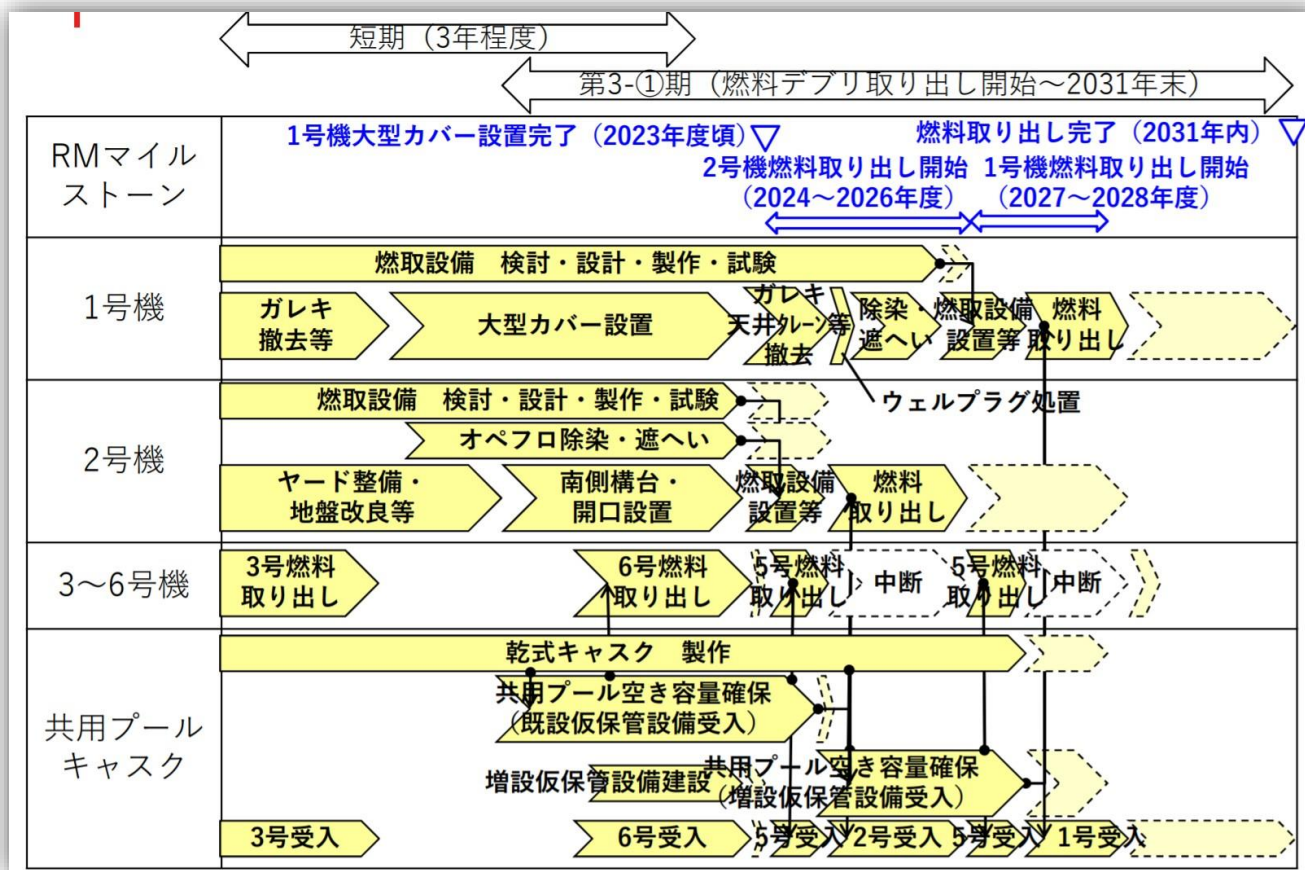 短期（3年程度）
第3-①期（燃料デブリ取り出し開始～2031年末）
RMマイル
ストーン
1号機大型カバー設置完了（2023年度頃）
燃料取り出し完了（2031年内）
2号機燃料取り出し開始
（2024～2026年度）
1号機燃料取り出し開始
（2027～2028年度）
1号機
燃取設備　検討・設計・製作・試験
ガレキ
撤去等
大型カバー設置
ガレキ
天井クレーン等
撤去
除染・
遮へい
燃取設備
設置等
燃料
取り出し
ウェルプラグ処置
2号機
燃取設備　検討・設計・製作・試験
オペフロ除染・遮へい
ヤード整備・
地盤改良等
南側構台・
開口設置
燃取設備
設置等
燃料
取り出し
3～6号機
3号燃料
取り出し
6号燃料
取り出し
5号燃料
取り出し
中断
5号燃料
取り出し
中断
共用プール
キャスク
乾式キャスク　製作
共用プール空き容量確保
（既設仮保管設備受入）
増設仮保管設備建設
共用プール空き容量確保
（増設仮保管設備受入）
3号受入
6号受入
5号受入
2号受入
5号受入
1号受入